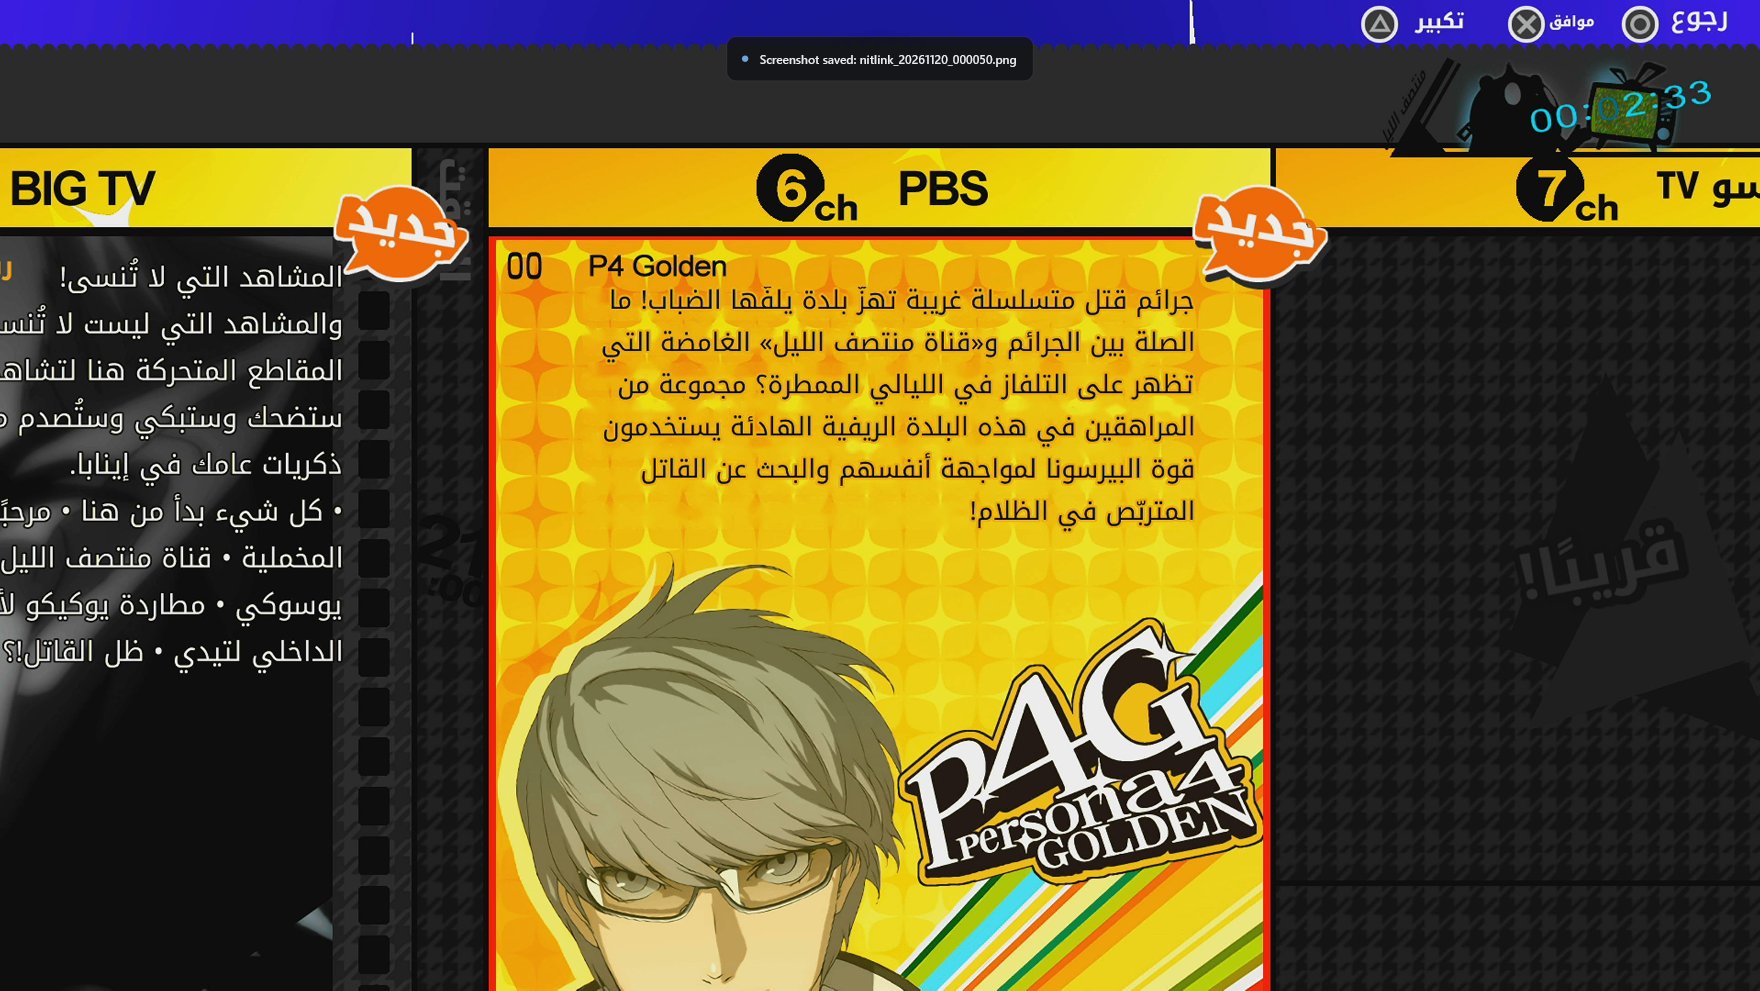 رجوع
موافق
تكبير
Screenshot saved: nitlink_20261120_000050.png
منتصف الليل
00:02:33
BIG TV
جديد
6ch PBS
جديد
7ch
سو TV
المشاهد التي لا تُنسى!
والمشاهد التي ليست لا تُنس
المقاطع المتحركة هنا لتشاه
ستضحك وستبكي وستُصدم
ذكريات عامك في إينابا.
• كل شيء بدأ من هنا • مرحبً
المخملية • قناة منتصف الليل
يوسوكي • مطاردة يوكيكو لأ
الداخلي لتيدي • ظل القاتل!؟
00 P4 Golden
جرائم قتل متسلسلة غريبة تهزّ بلدة يلفّها الضباب! ما
الصلة بين الجرائم و«قناة منتصف الليل» الغامضة التي
تظهر على التلفاز في الليالي الممطرة؟ مجموعة من
المراهقين في هذه البلدة الريفية الهادئة يستخدمون
قوة البيرسونا لمواجهة أنفسهم والبحث عن القاتل
المتربّص في الظلام!
P4G
Persona4
GOLDEN
قريبًا!
21
:00